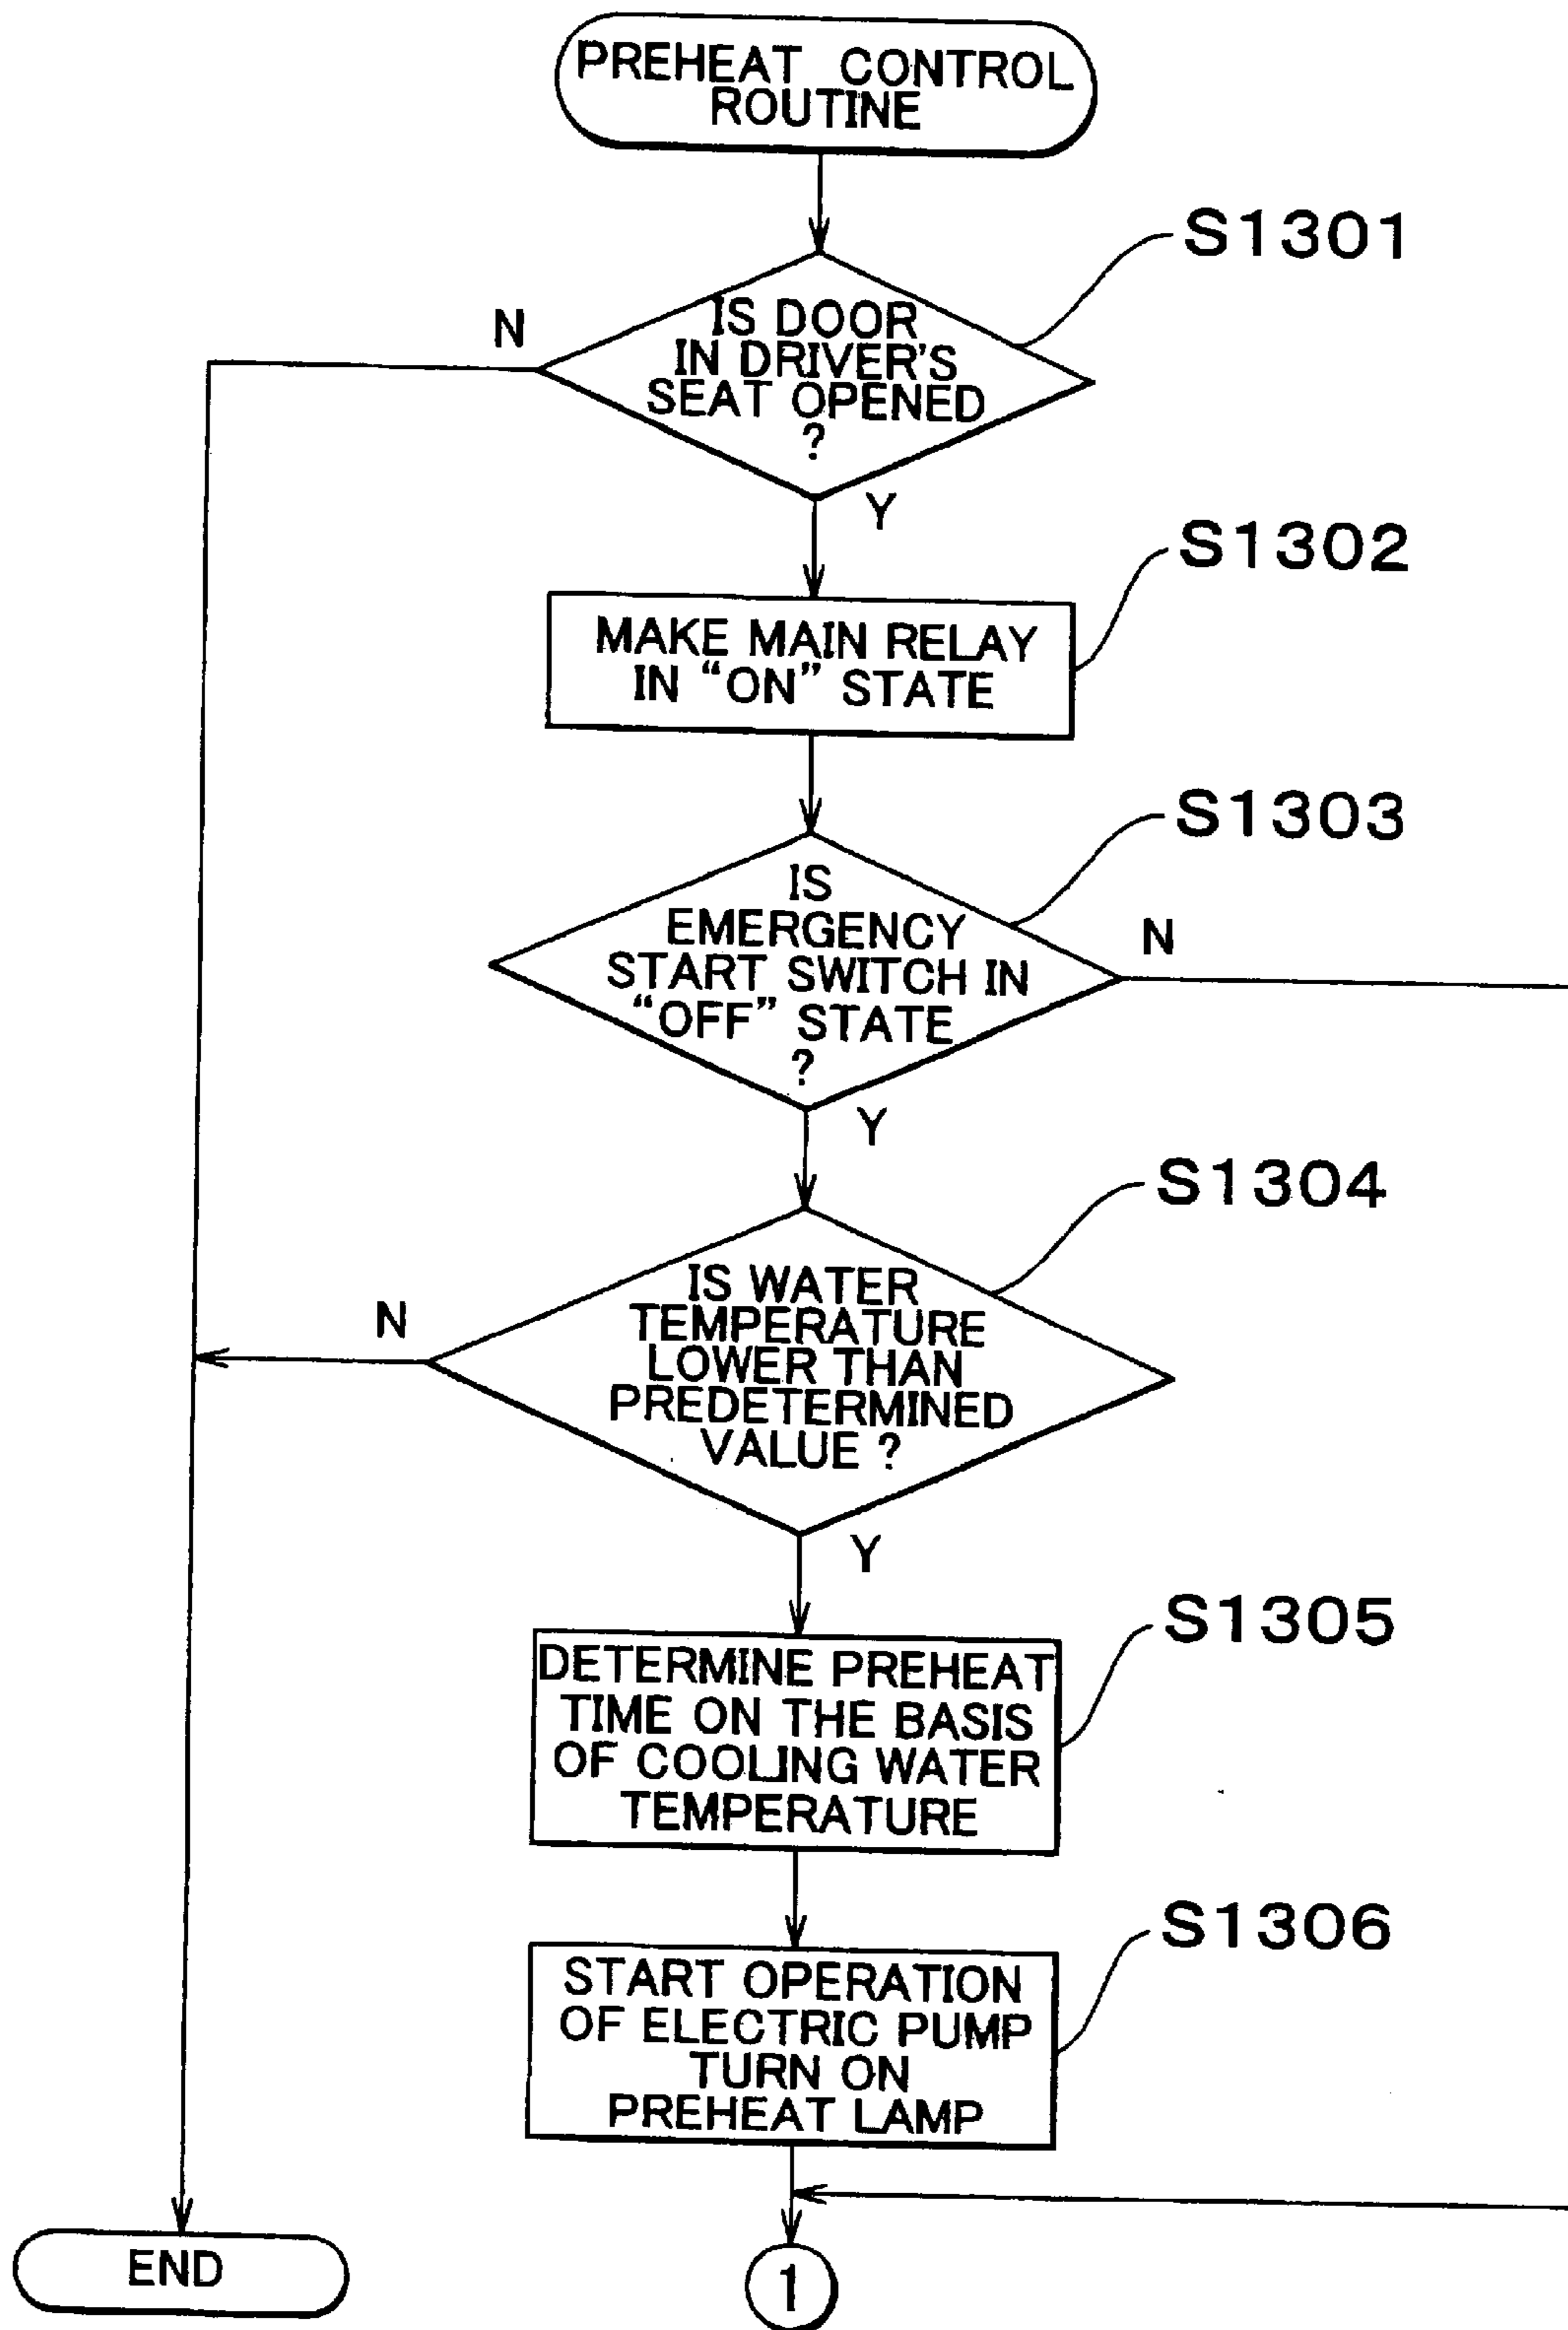 PREHEAT CONTROL
ROUTINE
S1301
N
IS DOOR
IN DRIVER'S
SEAT OPENED
?
Y
S1302
MAKE MAIN RELAY
IN “ON” STATE
S1303
IS
EMERGENCY
START SWITCH IN
“OFF” STATE
?
N
Y
S1304
N
IS WATER
TEMPERATURE
LOWER THAN
PREDETERMINED
VALUE ?
Y
S1305
DETERMINE PREHEAT
TIME ON THE BASIS
OF COOLING WATER
TEMPERATURE
S1306
START OPERATION
OF ELECTRIC PUMP
TURN ON
PREHEAT LAMP
END
1